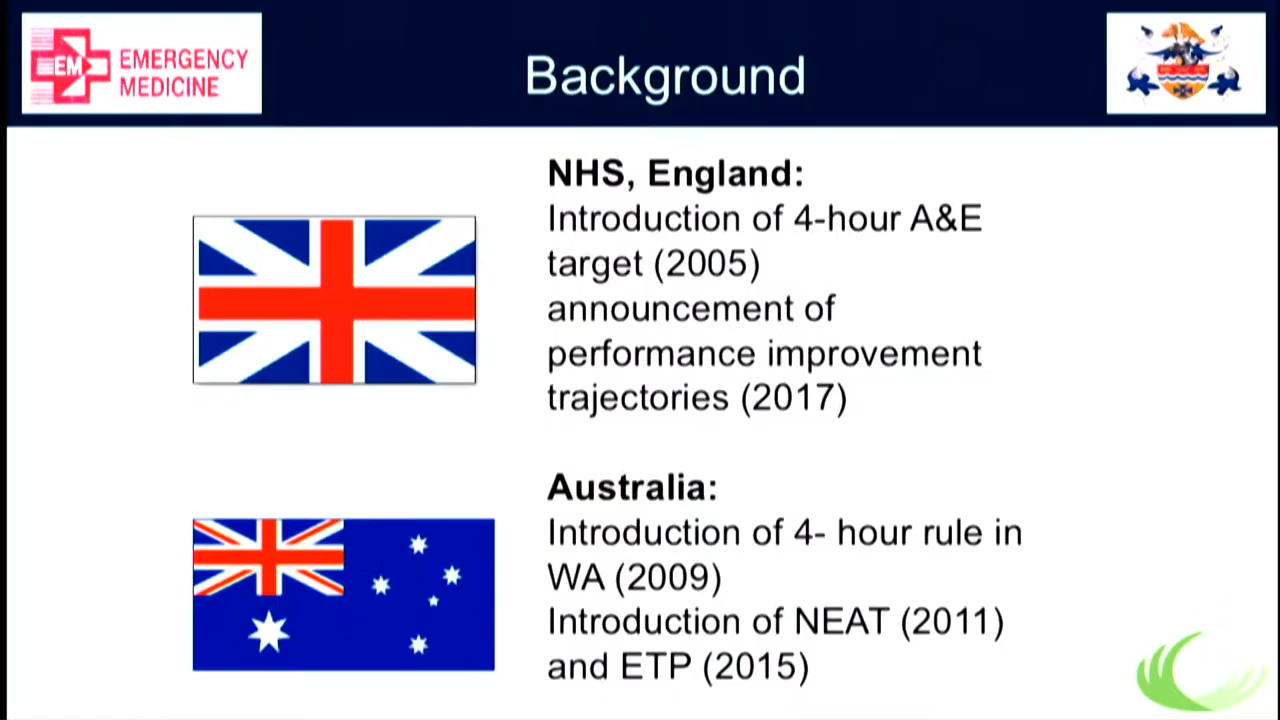 EM
EMERGENCY
MEDICINE
Background
NHS, England:
Introduction of 4-hour A&E
target (2005)
announcement of
performance improvement
trajectories (2017)
Australia:
Introduction of 4- hour rule in
WA (2009)
Introduction of NEAT (2011)
and ETP (2015)